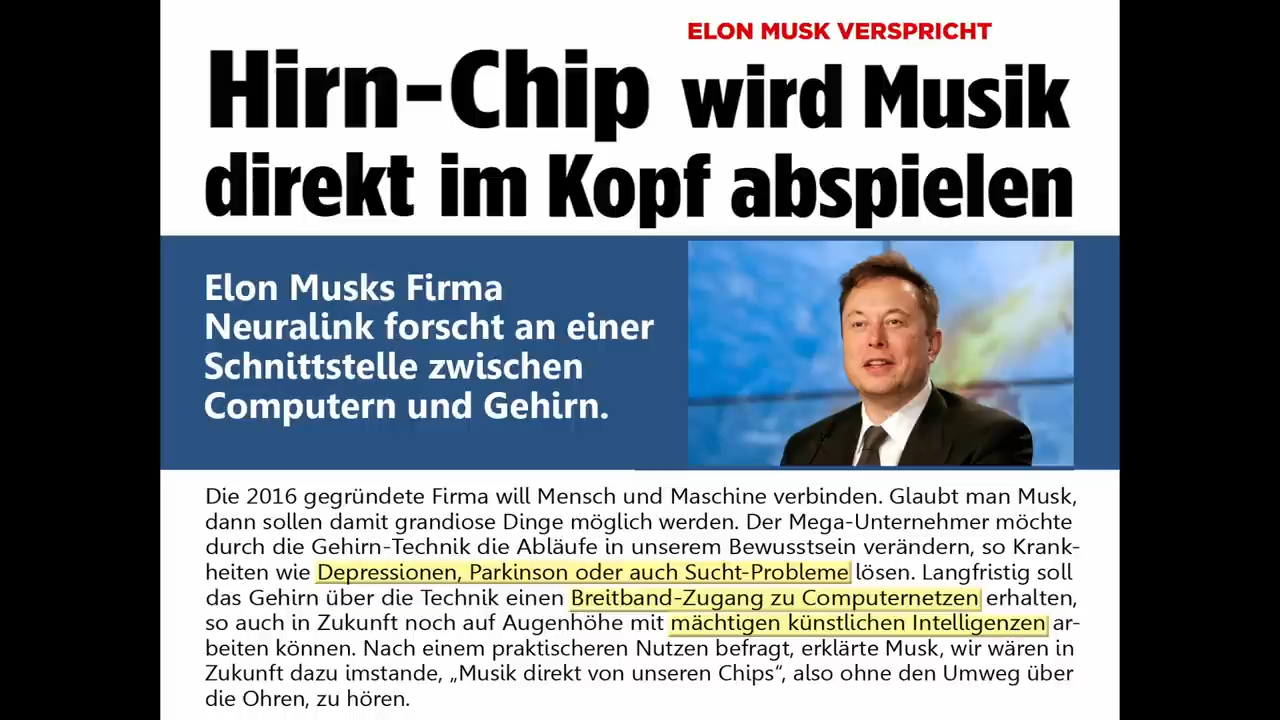 ELON MUSK VERSPRICHT
Hirn-Chip wird Musik
direkt im Kopf abspielen
Elon Musks Firma
Neuralink forscht an einer
Schnittstelle zwischen
Computern und Gehirn.
Die 2016 gegründete Firma will Mensch und Maschine verbinden. Glaubt man Musk,
dann sollen damit grandiose Dinge möglich werden. Der Mega-Unternehmer möchte
durch die Gehirn-Technik die Abläufe in unserem Bewusstsein verändern, so Krank-
heiten wie Depressionen, Parkinson oder auch Sucht-Probleme lösen. Langfristig soll
das Gehirn über die Technik einen Breitband-Zugang zu Computernetzen erhalten,
so auch in Zukunft noch auf Augenhöhe mit mächtigen künstlichen Intelligenzen ar-
beiten können. Nach einem praktischeren Nutzen befragt, erklärte Musk, wir wären in
Zukunft dazu imstande, „Musik direkt von unseren Chips“, also ohne den Umweg über
die Ohren, zu hören.